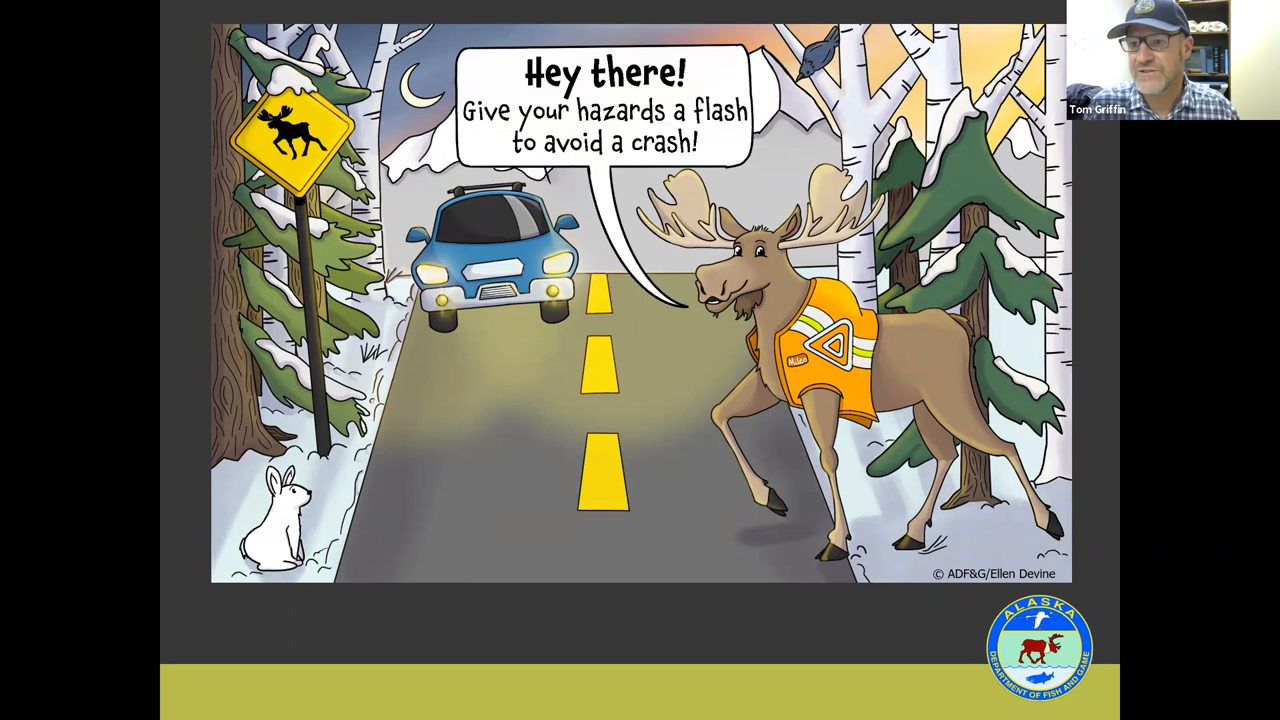 Hey there!
Give your hazards a flash
to avoid a crash!
Tom Griffin
Milen
© ADF&G/Ellen Devine
ALASKA
DEPARTMENT OF FISH AND GAME